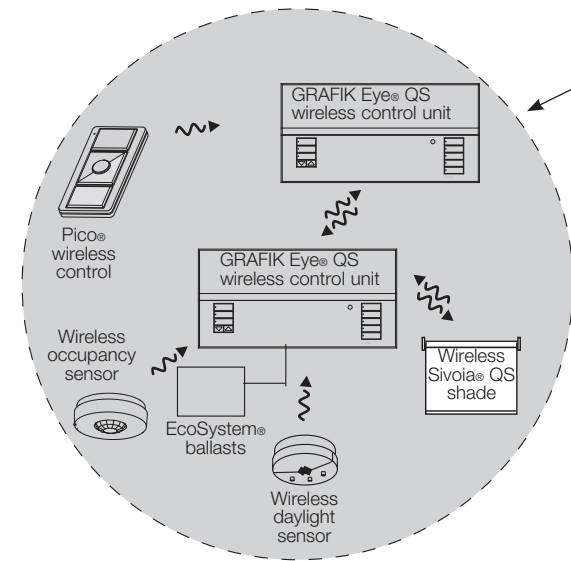 GRAFIK Eye® QS
wireless control unit
Pico®
wireless
control
GRAFIK Eye® QS
wireless control unit
Wireless
occupancy
sensor
Wireless
Sivoia® QS
shade
EcoSystem®
ballasts
Wireless
daylight
sensor